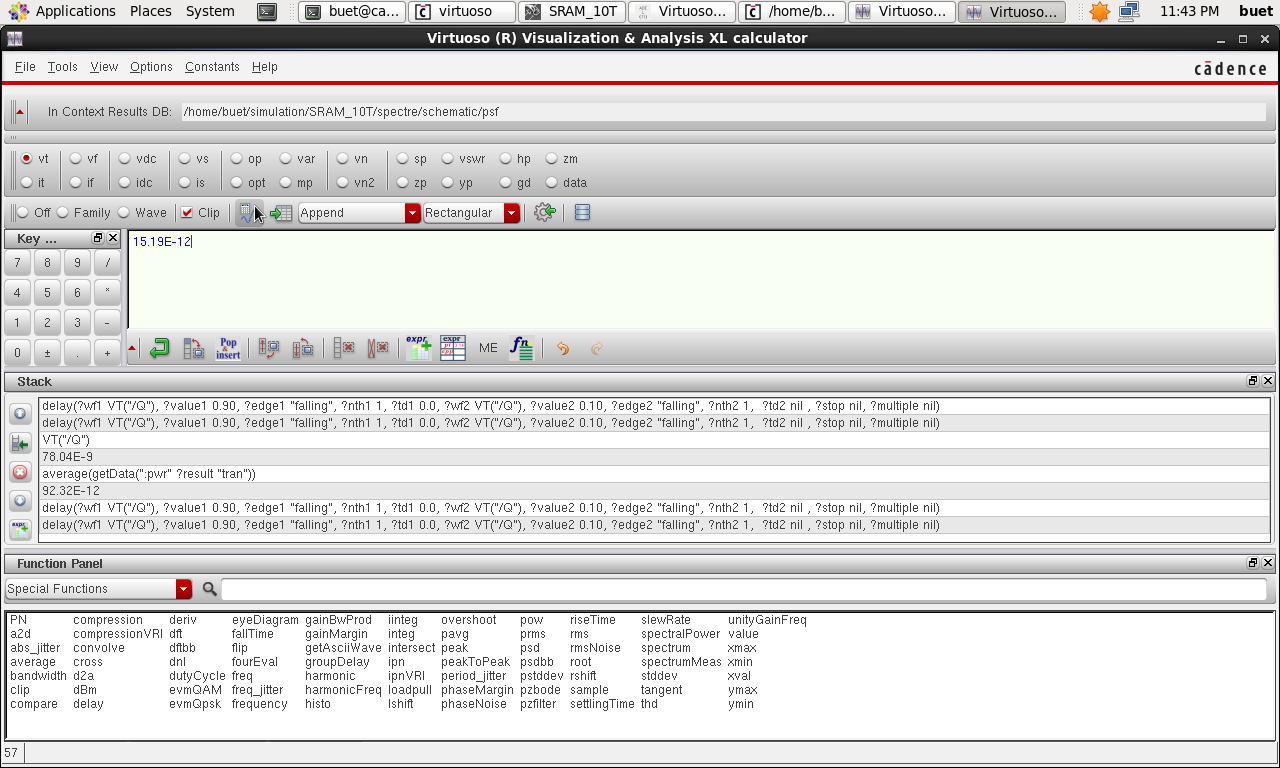 Applications Places System buet@ca... virtuoso SRAM_10T Virtuoso... /home/b... Virtuoso... Virtuoso... 11:43 PM buet
Virtuoso (R) Visualization & Analysis XL calculator
File Tools View Options Constants Help cādence
In Context Results DB: /home/buet/simulation/SRAM_10T/spectre/schematic/psf
vt vf vdc vs op var vn sp vswr hp zm
it if idc is opt mp vn2 zp yp gd data
Off Family Wave Clip Append Rectangular
Key ...
15.19E-12
7 8 9 /
4 5 6 *
1 2 3 -
0 ± . +
Pop & insert expr expr ME fn
Stack
delay(?wf1 VT("/Q"), ?value1 0.90, ?edge1 "falling", ?nth1 1, ?td1 0.0, ?wf2 VT("/Q"), ?value2 0.10, ?edge2 "falling", ?nth2 1,  ?td2 nil , ?stop nil, ?multiple nil)
delay(?wf1 VT("/Q"), ?value1 0.90, ?edge1 "falling", ?nth1 1, ?td1 0.0, ?wf2 VT("/Q"), ?value2 0.10, ?edge2 "falling", ?nth2 1,  ?td2 nil , ?stop nil, ?multiple nil)
VT("/Q")
78.04E-9
average(getData(":pwr" ?result "tran"))
92.32E-12
delay(?wf1 VT("/Q"), ?value1 0.90, ?edge1 "falling", ?nth1 1, ?td1 0.0, ?wf2 VT("/Q"), ?value2 0.10, ?edge2 "falling", ?nth2 1,  ?td2 nil , ?stop nil, ?multiple nil)
delay(?wf1 VT("/Q"), ?value1 0.90, ?edge1 "falling", ?nth1 1, ?td1 0.0, ?wf2 VT("/Q"), ?value2 0.10, ?edge2 "falling", ?nth2 1,  ?td2 nil , ?stop nil, ?multiple nil)
expr
Function Panel
Special Functions
PN compression deriv eyeDiagram gainBwProd iinteg overshoot pow riseTime slewRate unityGainFreq
a2d compressionVRI dft fallTime gainMargin integ pavg prms rms spectralPower value
abs_jitter convolve dftbb flip getAsciiWave intersect peak psd rmsNoise spectrum xmax
average cross dnl fourEval groupDelay ipn peakToPeak psdbb root spectrumMeas xmin
bandwidth d2a dutyCycle freq harmonic ipnVRI period_jitter pstddev rshift stddev xval
clip dBm evmQAM freq_jitter harmonicFreq loadpull phaseMargin pzbode sample tangent ymax
compare delay evmQpsk frequency histo lshift phaseNoise pzfilter settlingTime thd ymin
57